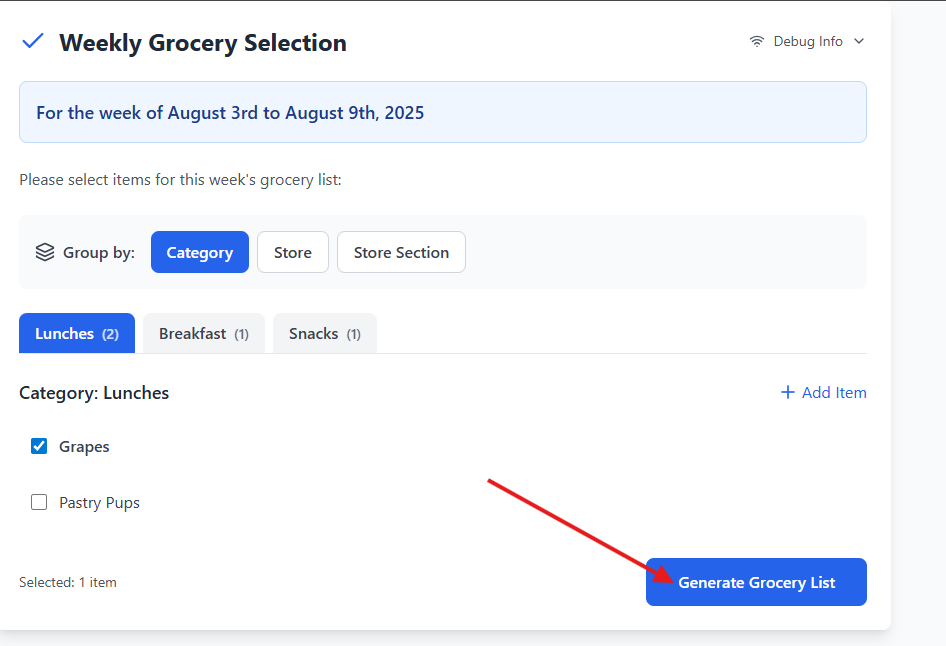 Weekly Grocery Selection
Debug Info
For the week of August 3rd to August 9th, 2025
Please select items for this week's grocery list:
Group by: Category Store Store Section
Lunches (2) Breakfast (1) Snacks (1)
Category: Lunches
+ Add Item
Grapes
Pastry Pups
Selected: 1 item
Generate Grocery List